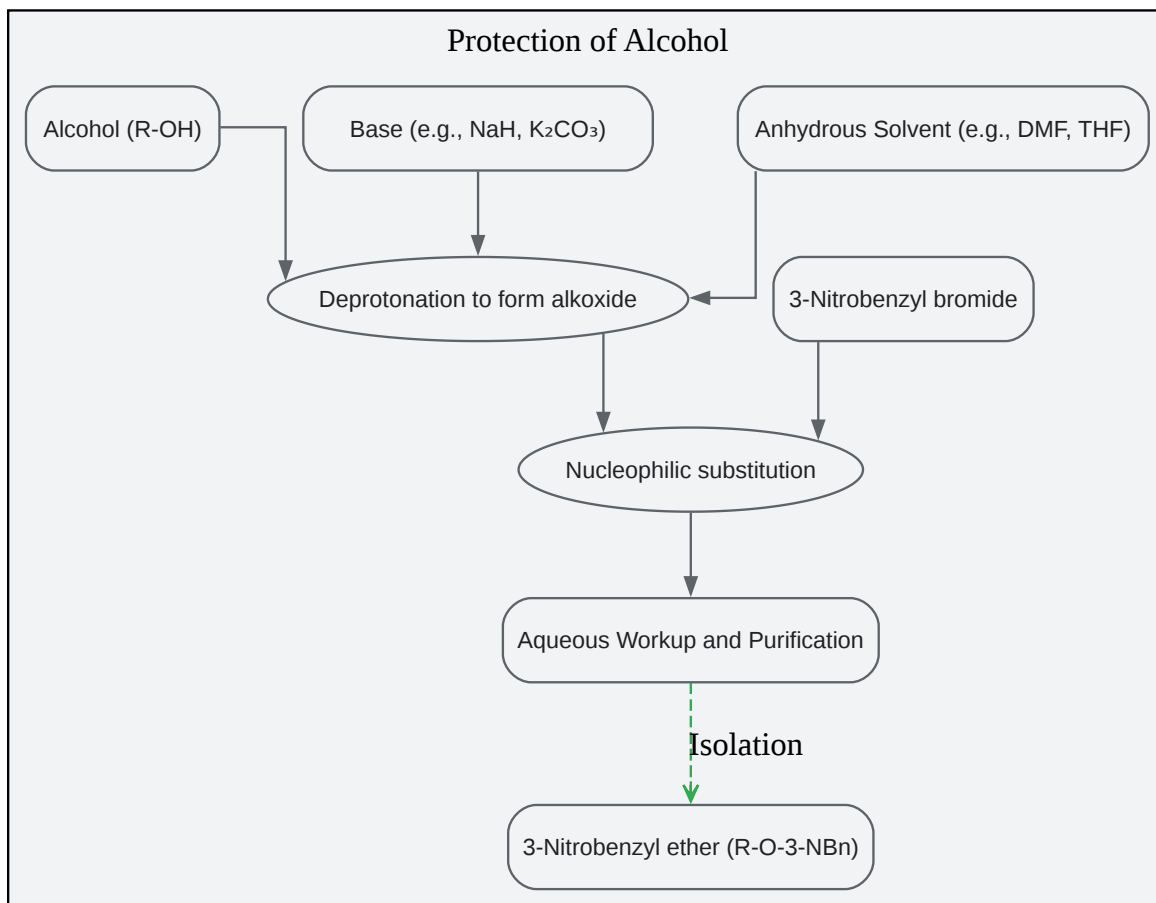 Protection of Alcohol
Alcohol (R-OH)
Base (e.g., NaH, K₂CO₃)
Anhydrous Solvent (e.g., DMF, THF)
Deprotonation to form alkoxide
3-Nitrobenzyl bromide
Nucleophilic substitution
Aqueous Workup and Purification
Isolation
3-Nitrobenzyl ether (R-O-3-NBn)